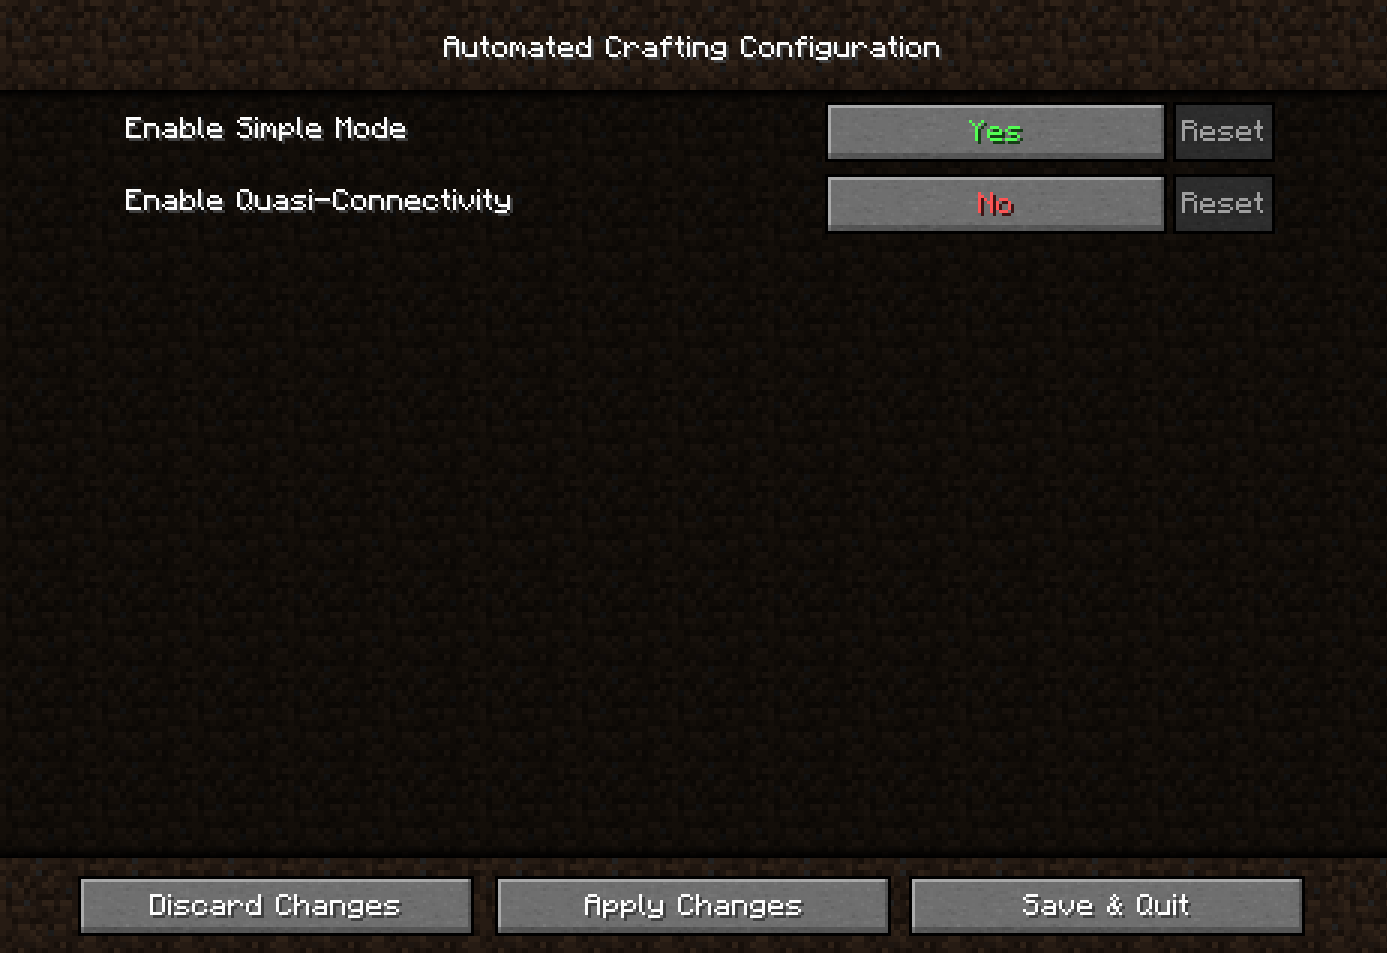 Automated Crafting Configuration
Enable Simple Mode Yes Reset
Enable Quasi-Connectivity No Reset
Discard Changes Apply Changes Save & Quit